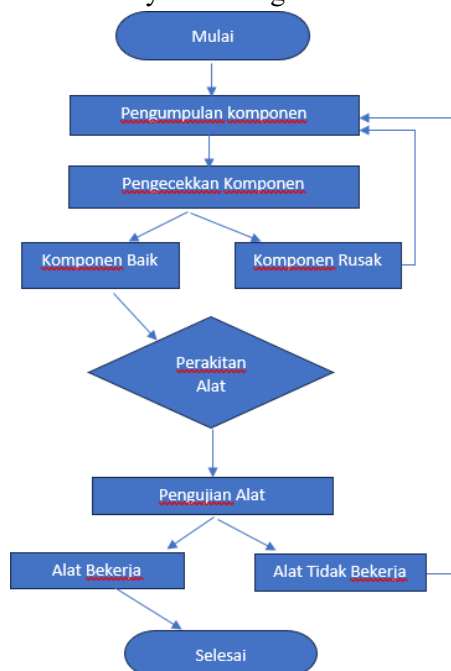 Mulai
Pengumpulan komponen
Pengecekkan Komponen
Komponen Baik
Komponen Rusak
Perakitan
Alat
Pengujian Alat
Alat Bekerja
Alat Tidak Bekerja
Selesai